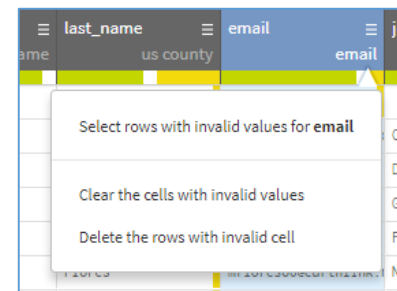 last_name
email
j
ame
us county
email
Select rows with invalid values for email
Clear the cells with invalid values
Delete the rows with invalid cell